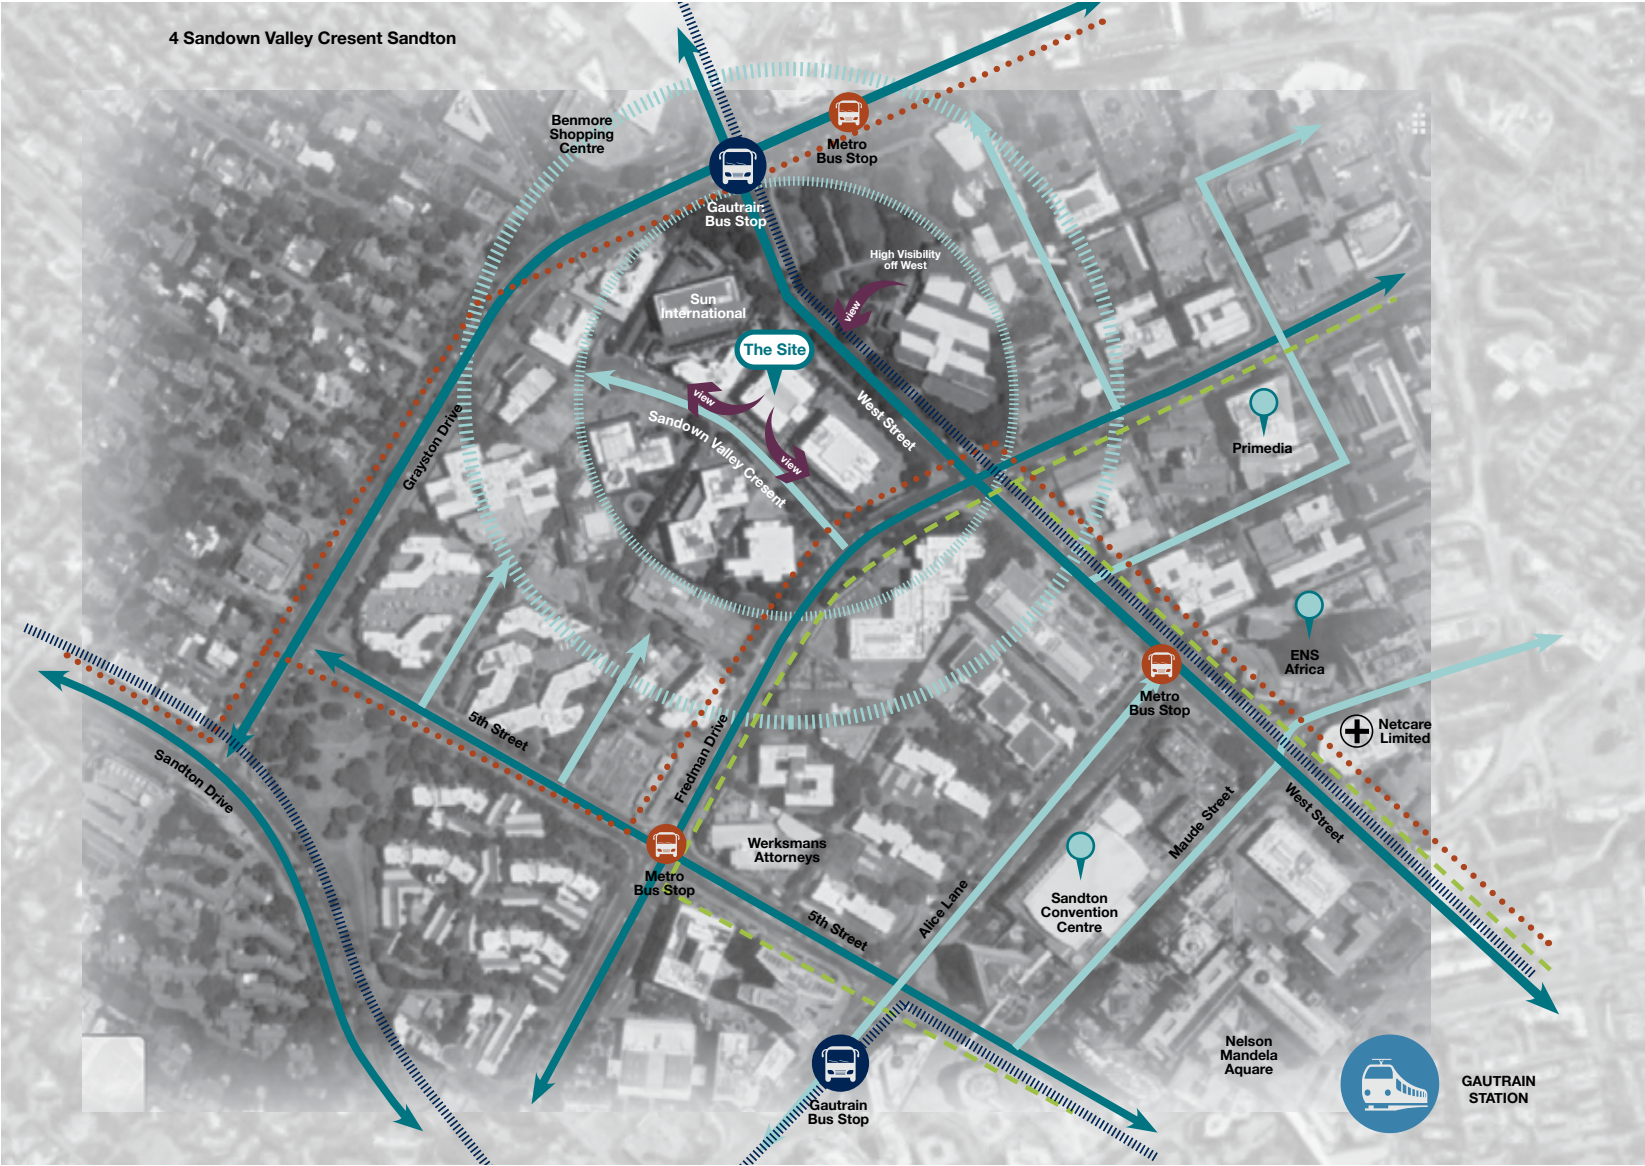 4 Sandown Valley Cresent Sandton
Benmore
Shopping
Centre
Metro
Bus Stop
Gautrain
Bus Stop
High Visibility
off West
view
Sun
International
The Site
view
view
West Street
Sandown Valley Cresent
Grayston Drive
Primedia
ENS
Africa
Metro
Bus Stop
Netcare
Limited
5th Street
Fredman Drive
Sandton Drive
West Street
Maude Street
Werksmans
Attorneys
Metro
Bus Stop
Alice Lane
5th Street
Sandton
Convention
Centre
Nelson
Mandela
Aquare
GAUTRAIN
STATION
Gautrain
Bus Stop